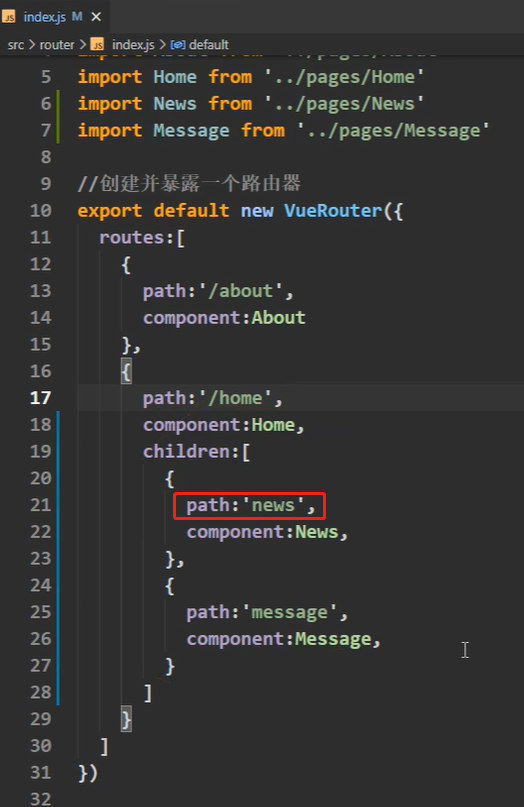 index.js M
src > router > index.js > default
5 import Home from '../pages/Home'
6 import News from '../pages/News'
7 import Message from '../pages/Message'
8
9 //创建并暴露一个路由器
10 export default new VueRouter({
11 routes:[
12 {
13 path:'/about',
14 component:About
15 },
16 {
17 path:'/home',
18 component:Home,
19 children:[
20 {
21 path:'news',
22 component:News,
23 },
24 {
25 path:'message',
26 component:Message,
27 }
28 ]
29 }
30 ]
31 })
32